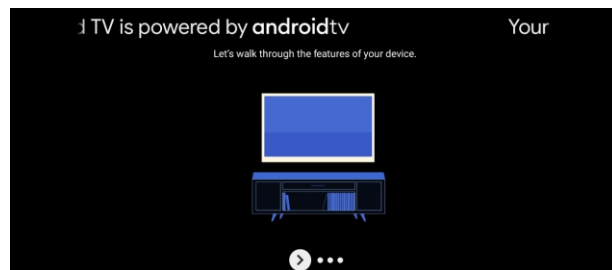 TV is powered by androidtv Your
Let's walk through the features of your device.